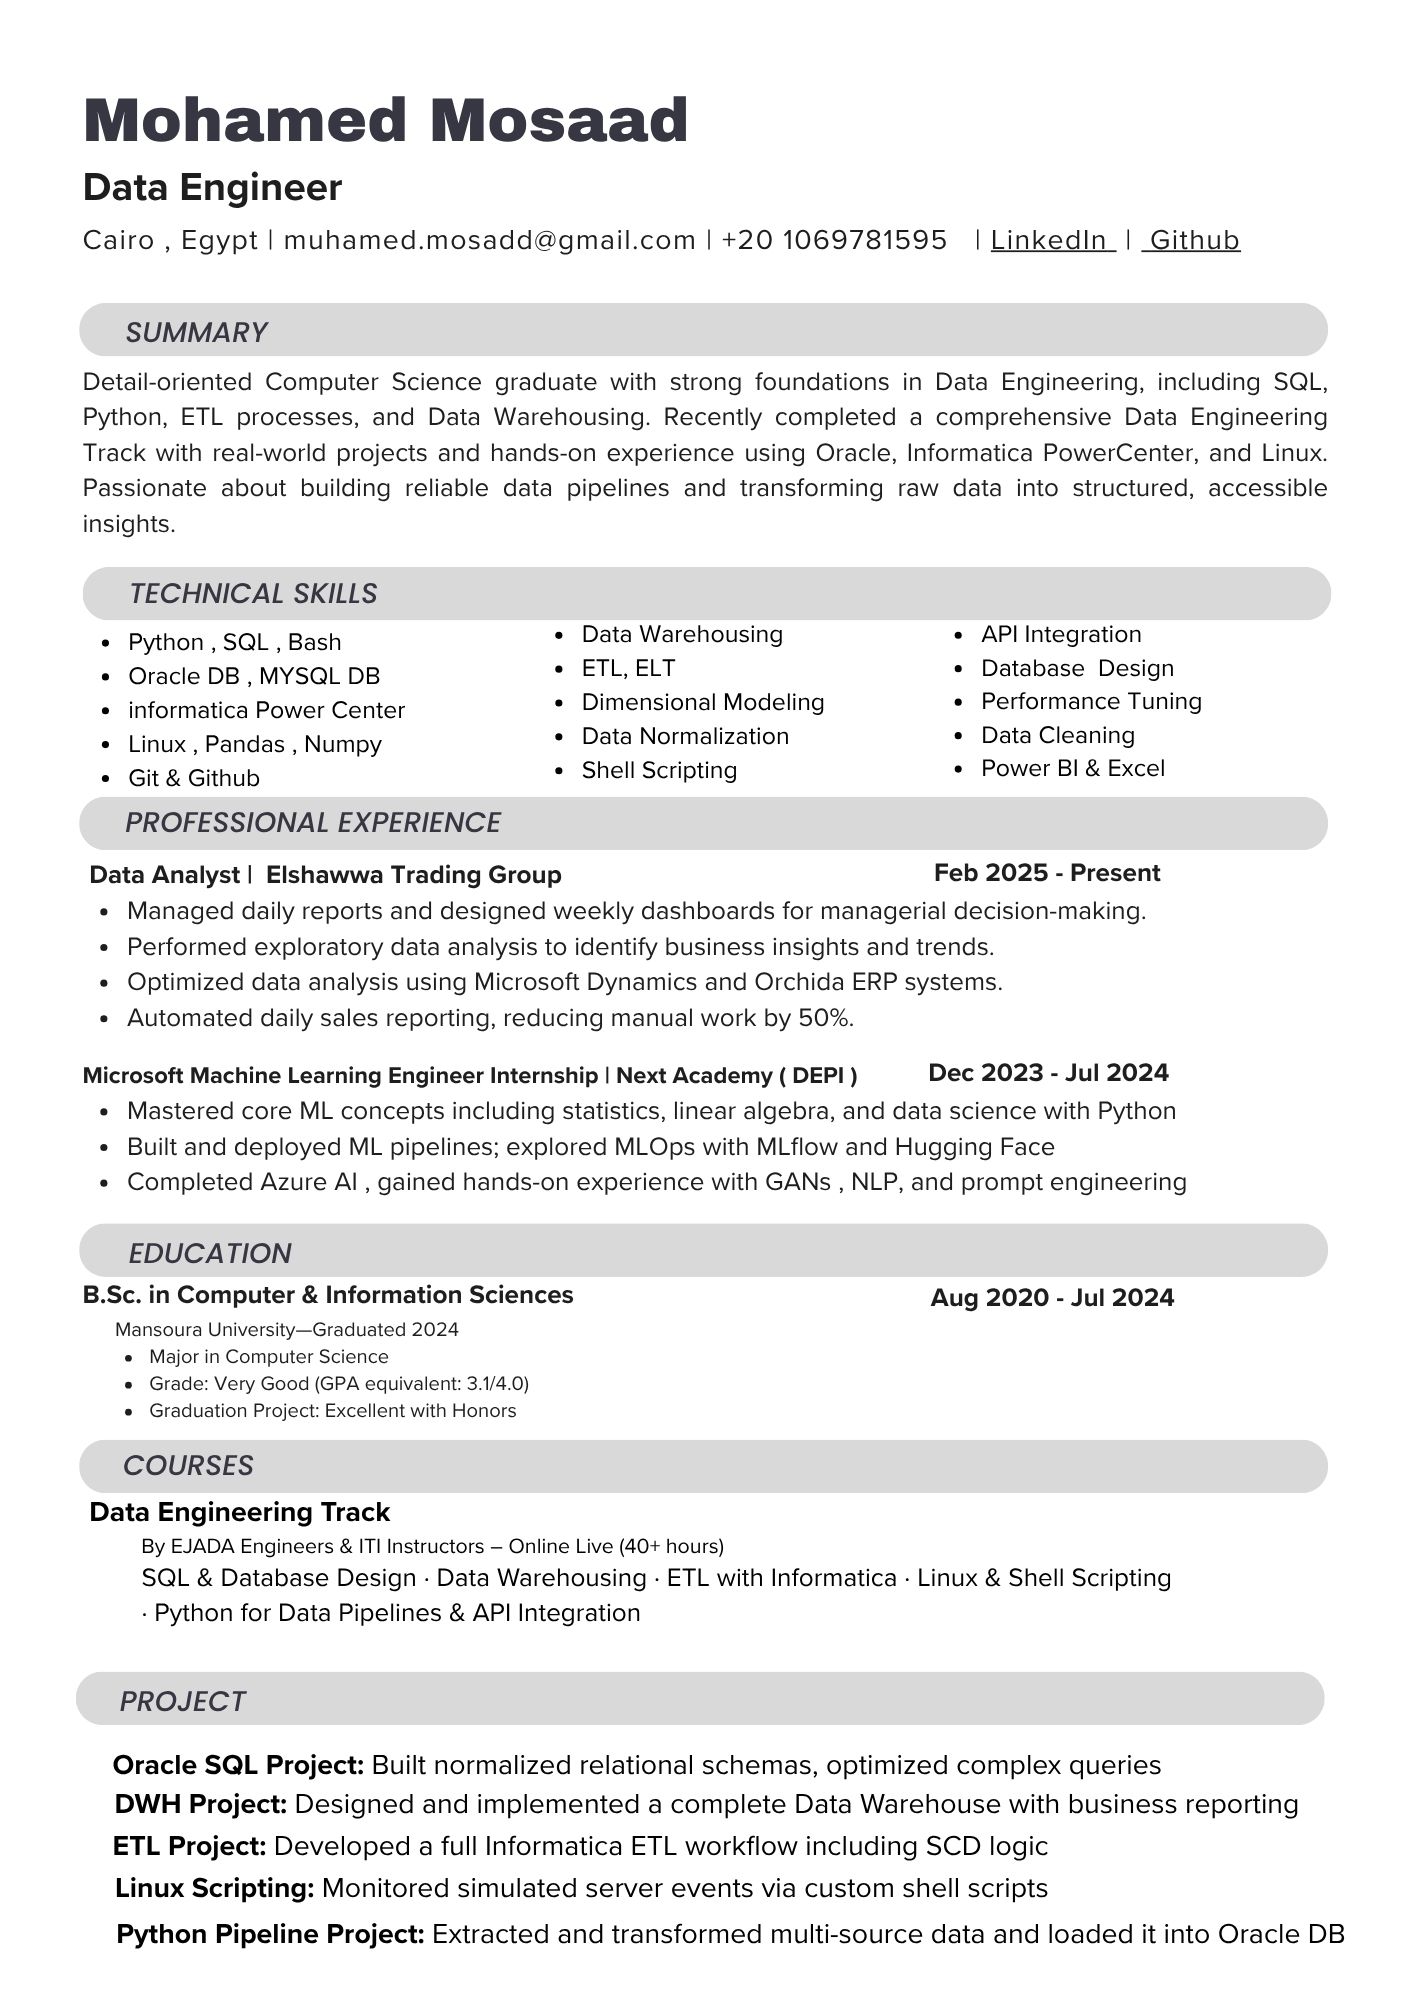 Mohamed Mosaad
Data Engineer
Cairo , Egypt | muhamed.mosadd@gmail.com | +20 1069781595 | LinkedIn | Github
SUMMARY
Detail-oriented Computer Science graduate with strong foundations in Data Engineering, including SQL,
Python, ETL processes, and Data Warehousing. Recently completed a comprehensive Data Engineering
Track with real-world projects and hands-on experience using Oracle, Informatica PowerCenter, and Linux.
Passionate about building reliable data pipelines and transforming raw data into structured, accessible
insights.
TECHNICAL SKILLS
• Python , SQL , Bash
• Oracle DB , MYSQL DB
• informatica Power Center
• Linux , Pandas , Numpy
• Git & Github
• Data Warehousing
• ETL, ELT
• Dimensional Modeling
• Data Normalization
• Shell Scripting
• API Integration
• Database Design
• Performance Tuning
• Data Cleaning
• Power BI & Excel
PROFESSIONAL EXPERIENCE
Data Analyst | Elshawwa Trading Group Feb 2025 - Present
• Managed daily reports and designed weekly dashboards for managerial decision-making.
• Performed exploratory data analysis to identify business insights and trends.
• Optimized data analysis using Microsoft Dynamics and Orchida ERP systems.
• Automated daily sales reporting, reducing manual work by 50%.
Microsoft Machine Learning Engineer Internship | Next Academy ( DEPI ) Dec 2023 - Jul 2024
• Mastered core ML concepts including statistics, linear algebra, and data science with Python
• Built and deployed ML pipelines; explored MLOps with MLflow and Hugging Face
• Completed Azure AI , gained hands-on experience with GANs , NLP, and prompt engineering
EDUCATION
B.Sc. in Computer & Information Sciences Aug 2020 - Jul 2024
Mansoura University—Graduated 2024
• Major in Computer Science
• Grade: Very Good (GPA equivalent: 3.1/4.0)
• Graduation Project: Excellent with Honors
COURSES
Data Engineering Track
By EJADA Engineers & ITI Instructors – Online Live (40+ hours)
SQL & Database Design · Data Warehousing · ETL with Informatica · Linux & Shell Scripting
· Python for Data Pipelines & API Integration
PROJECT
Oracle SQL Project: Built normalized relational schemas, optimized complex queries
DWH Project: Designed and implemented a complete Data Warehouse with business reporting
ETL Project: Developed a full Informatica ETL workflow including SCD logic
Linux Scripting: Monitored simulated server events via custom shell scripts
Python Pipeline Project: Extracted and transformed multi-source data and loaded it into Oracle DB